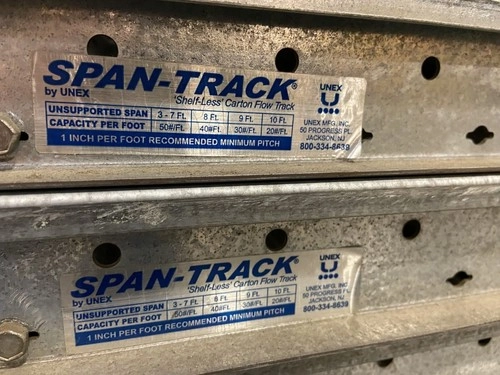 SPAN-TRACK®
by UNEX
'Shelf-Less' Carton Flow Track
UNSUPPORTED SPAN 3 - 7 Ft. 8 Ft. 9 Ft. 10 Ft.
CAPACITY PER FOOT 50#/Ft. 40#/Ft. 30#/Ft. 20#/Ft.
1 INCH PER FOOT RECOMMENDED MINIMUM PITCH
UNEX
UNEX MFG. INC.
50 PROGRESS PL.
JACKSON, NJ
800-334-8639
SPAN-TRACK®
by UNEX
'Shelf-Less' Carton Flow Track
UNSUPPORTED SPAN 3 - 7 Ft. 8 Ft. 9 Ft. 10 Ft.
CAPACITY PER FOOT 50#/Ft. 40#/Ft. 30#/Ft. 20#/Ft.
1 INCH PER FOOT RECOMMENDED MINIMUM PITCH
UNEX
UNEX MFG. INC.
50 PROGRESS PL.
JACKSON, NJ
800-334-8639